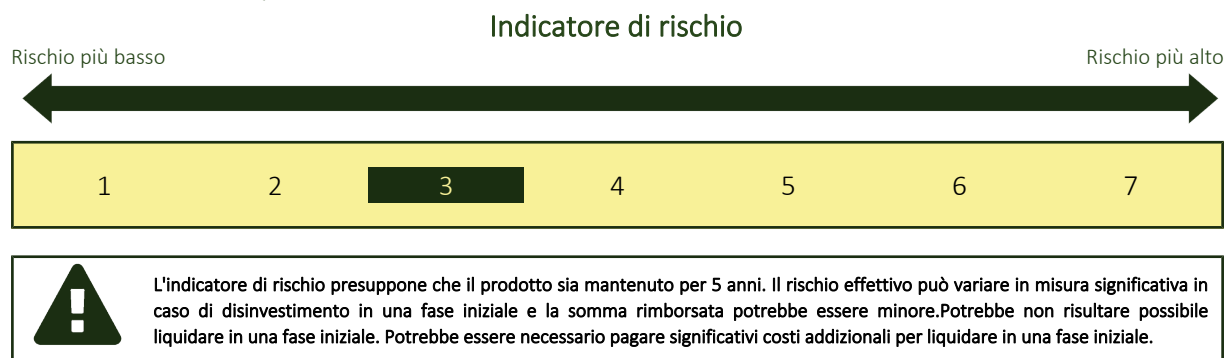 Indicatore di rischio
Rischio più basso
Rischio più alto
1 2 3 4 5 6 7
L'indicatore di rischio presuppone che il prodotto sia mantenuto per 5 anni. Il rischio effettivo può variare in misura significativa in
caso di disinvestimento in una fase iniziale e la somma rimborsata potrebbe essere minore.Potrebbe non risultare possibile
liquidare in una fase iniziale. Potrebbe essere necessario pagare significativi costi addizionali per liquidare in una fase iniziale.